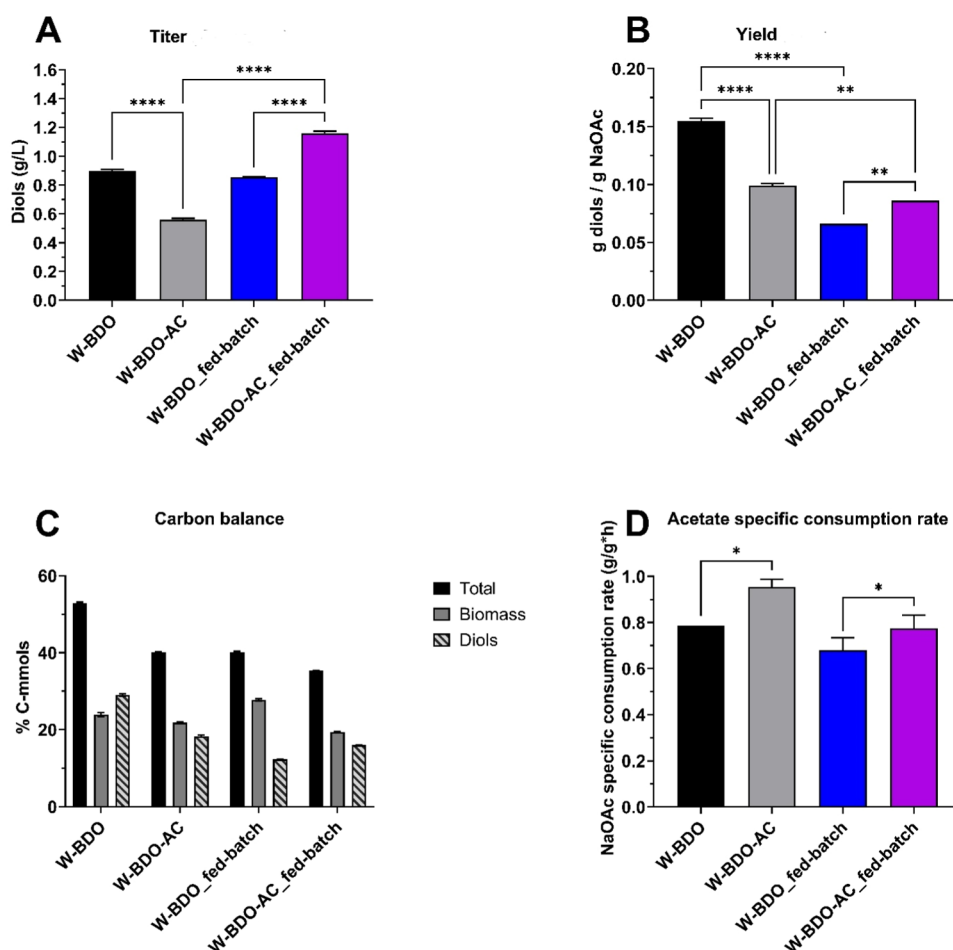 A
Titer
Diols (g/L)
1.6
1.4
1.2
1.0
0.8
0.6
0.4
0.2
0.0
****
****
****
W-BDO
W-BDO-AC
W-BDO_fed-batch
W-BDO-AC_fed-batch
B
Yield
g diols / g NaOAc
0.20
0.15
0.10
0.05
0.00
****
****
**
**
W-BDO
W-BDO-AC
W-BDO_fed-batch
W-BDO-AC_fed-batch
C
Carbon balance
% C-mmols
60
40
20
0
Total
Biomass
Diols
W-BDO
W-BDO-AC
W-BDO_fed-batch
W-BDO-AC_fed-batch
D
Acetate specific consumption rate
NaOAc specific consumption rate (g/g*h)
1.0
0.8
0.6
0.4
0.2
0.0
*
*
W-BDO
W-BDO-AC
W-BDO_fed-batch
W-BDO-AC_fed-batch